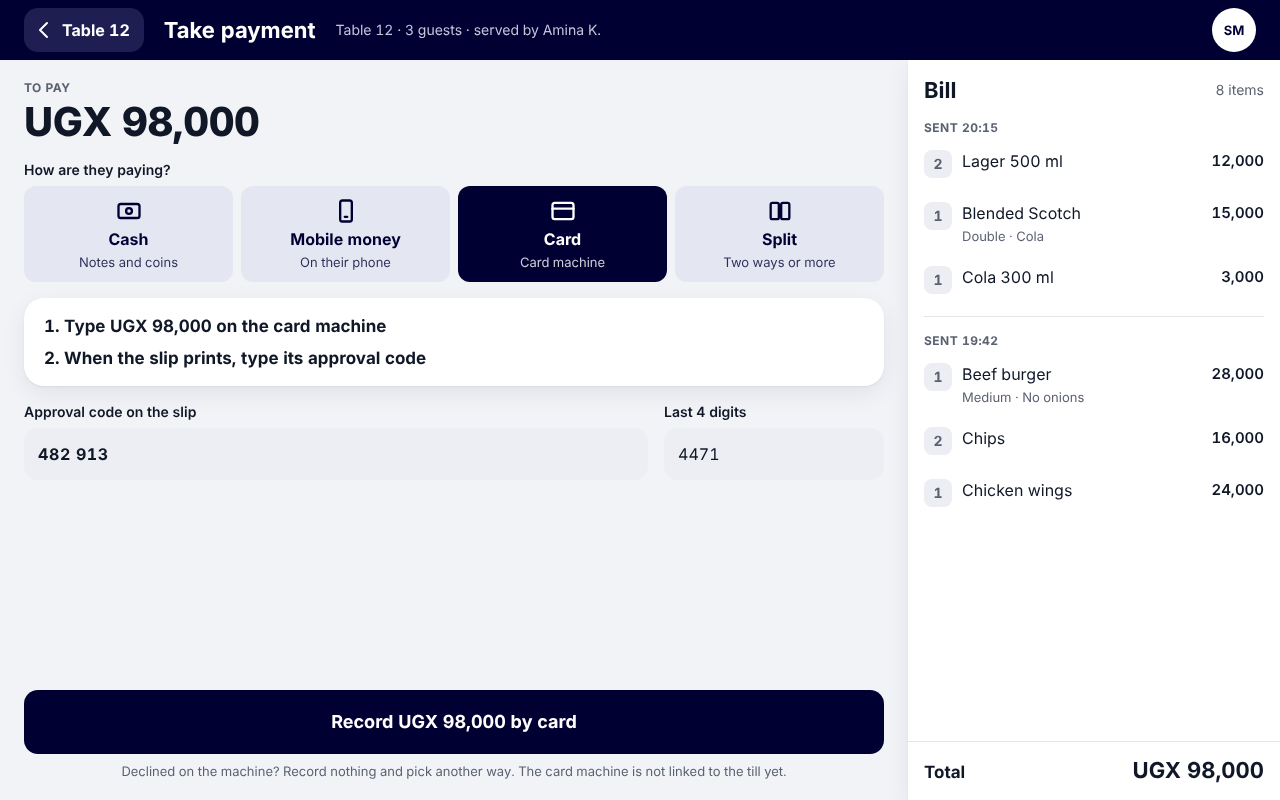 Table 12
Take payment
Table 12 · 3 guests · served by Amina K.
SM
TO PAY
UGX 98,000
How are they paying?
Cash
Notes and coins
Mobile money
On their phone
Card
Card machine
Split
Two ways or more
1. Type UGX 98,000 on the card machine
2. When the slip prints, type its approval code
Approval code on the slip
482 913
Last 4 digits
4471
Record UGX 98,000 by card
Declined on the machine? Record nothing and pick another way. The card machine is not linked to the till yet.
Bill
8 items
SENT 20:15
2 Lager 500 ml 12,000
1 Blended Scotch 15,000
Double · Cola
1 Cola 300 ml 3,000
SENT 19:42
1 Beef burger 28,000
Medium · No onions
2 Chips 16,000
1 Chicken wings 24,000
Total UGX 98,000